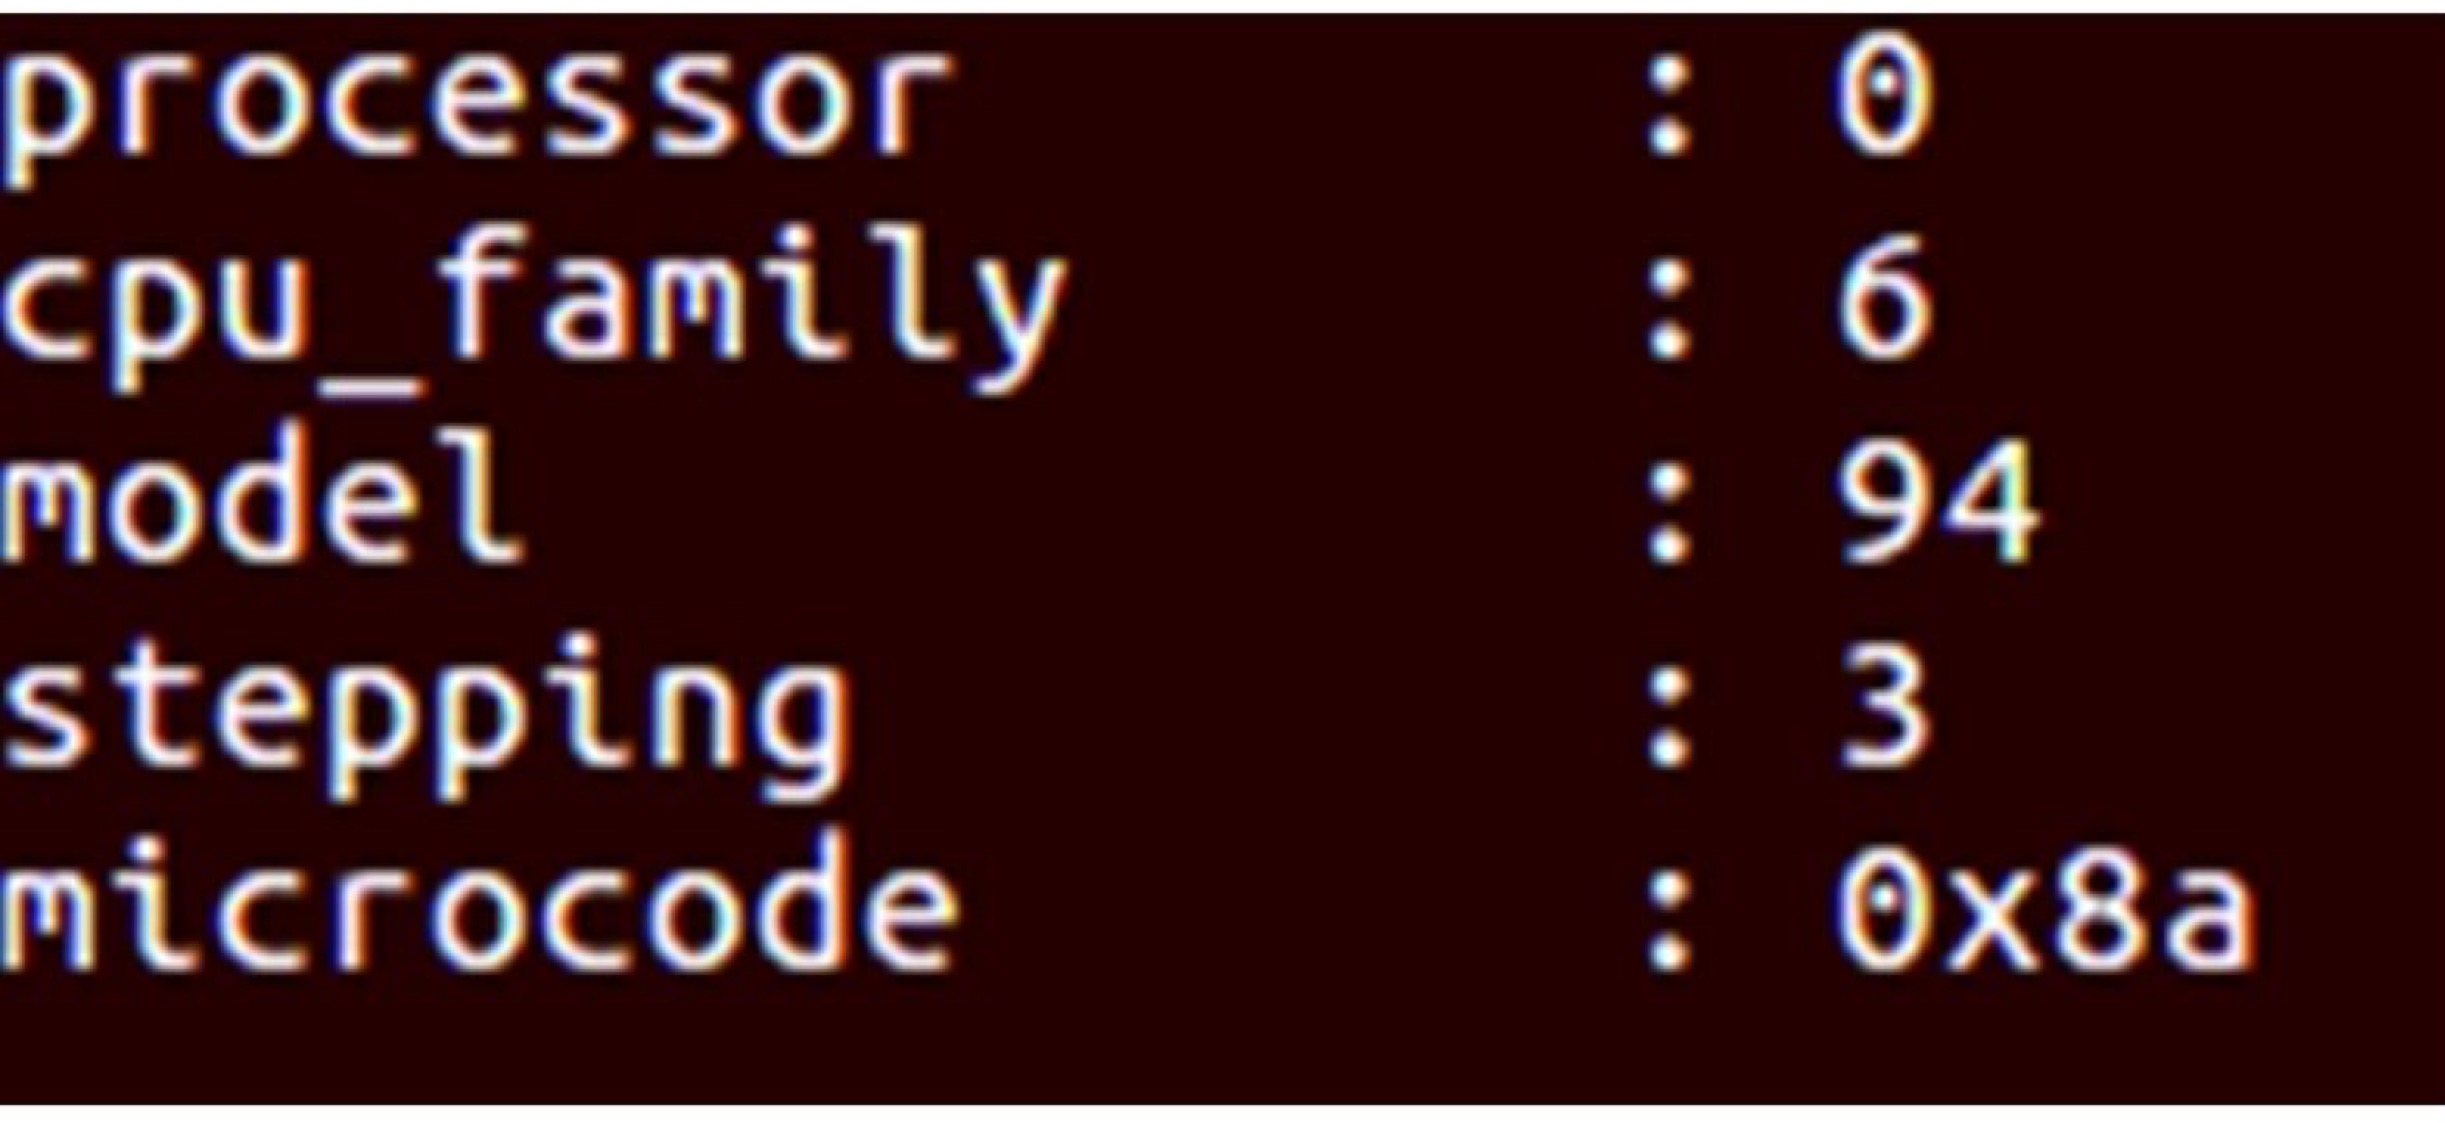 processor : 0
cpu_family : 6
model : 94
stepping : 3
microcode : 0x8a